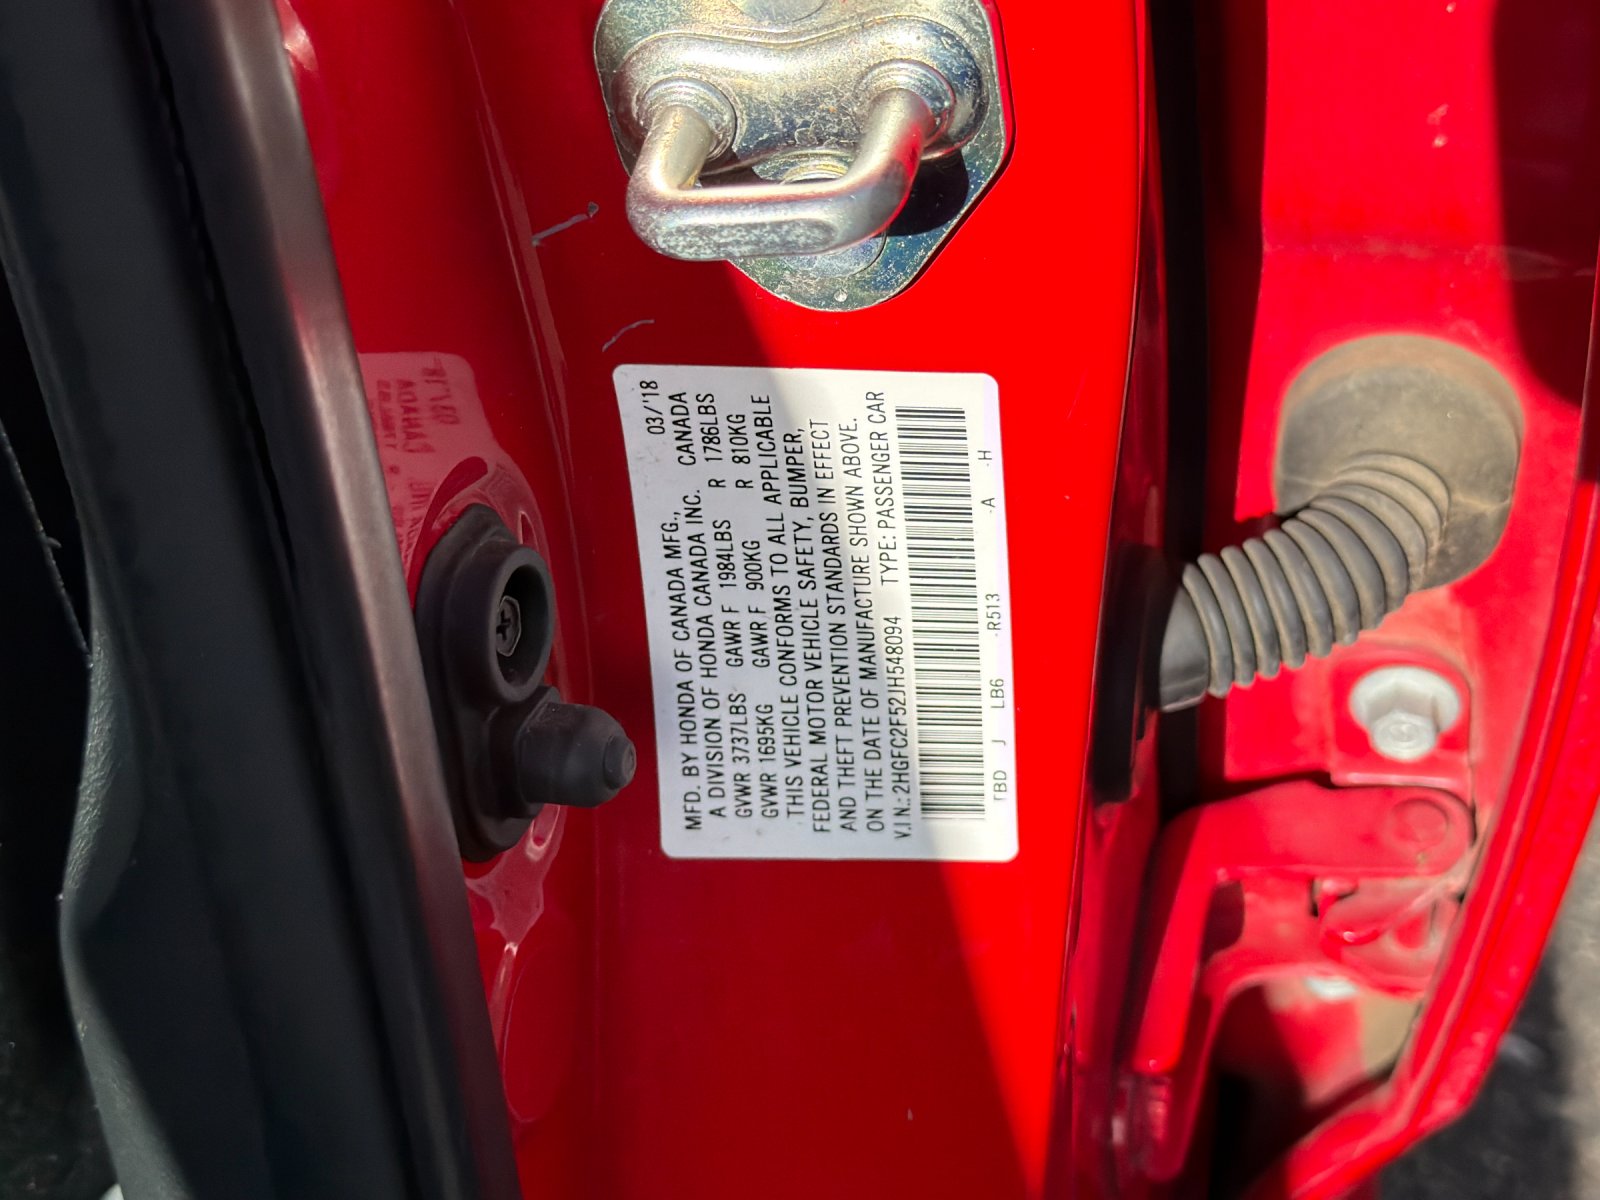 03/'18
MFD. BY HONDA OF CANADA MFG.,
A DIVISION OF HONDA CANADA INC. CANADA
GVWR 3737LBS GAWR F 1984LBS R 1786LBS
GVWR 1695KG GAWR F 900KG R 810KG
THIS VEHICLE CONFORMS TO ALL APPLICABLE
FEDERAL MOTOR VEHICLE SAFETY, BUMPER,
AND THEFT PREVENTION STANDARDS IN EFFECT
ON THE DATE OF MANUFACTURE SHOWN ABOVE.
V.I.N.:2HGFC2F52JH548094 TYPE:PASSENGER CAR
TBD J LB6 -R513 -A -H